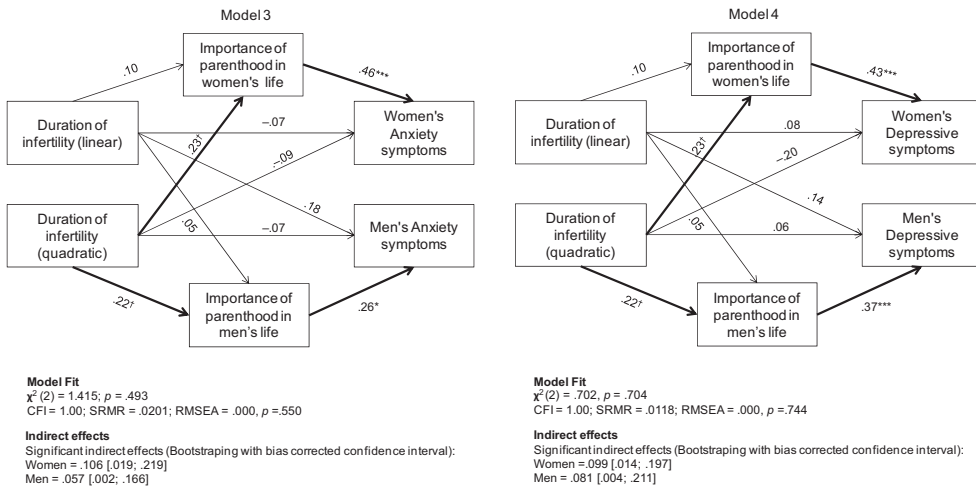 Model 3
Importance of
parenthood in
women's life
.10
.46***
Duration of
infertility (linear)
–.07
Women's
Anxiety
symptoms
.23†
–.09
.18
.05
Duration of
infertility
(quadratic)
–.07
Men's Anxiety
symptoms
.22†
Importance of
parenthood in
men's life
.26*
Model Fit
χ² (2) = 1.415; p = .493
CFI = 1.00; SRMR = .0201; RMSEA = .000, p =.550
Indirect effects
Significant indirect effects (Bootstraping with bias corrected confidence interval):
Women = .106 [.019; .219]
Men = .057 [.002; .166]
Model 4
Importance of
parenthood in
women's life
.10
.43***
Duration of
infertility (linear)
.08
Women's
Depressive
symptoms
.23†
–.20
.14
.05
Duration of
infertility
(quadratic)
.06
Men's
Depressive
symptoms
.22†
Importance of
parenthood in
men's life
.37***
Model Fit
χ² (2) = .702, p = .704
CFI = 1.00; SRMR = .0118; RMSEA = .000, p =.744
Indirect effects
Significant indirect effects (Bootstraping with bias corrected confidence interval):
Women =.099 [.014; .197]
Men = .081 [.004; .211]